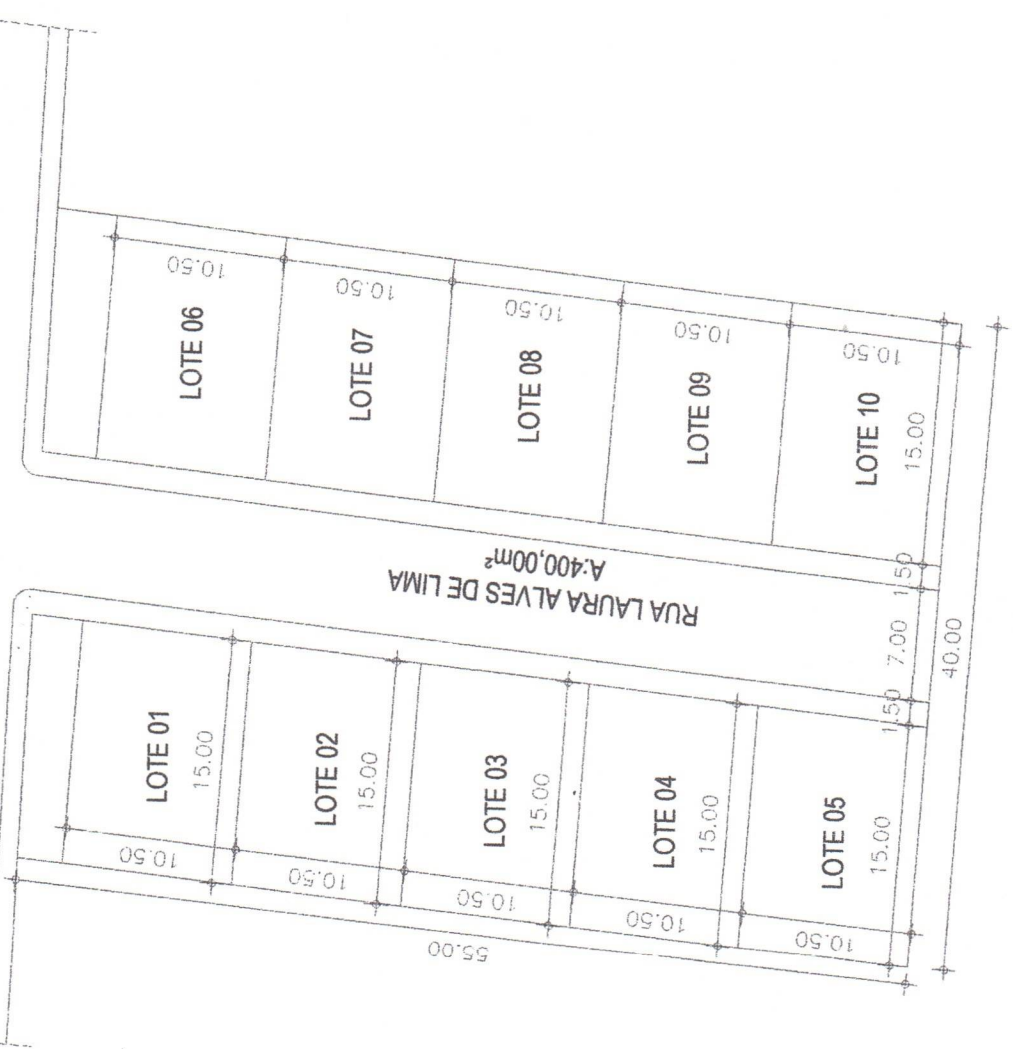 10.50
LOTE 06
10.50
LOTE 07
10.50
LOTE 08
10.50
LOTE 09
10.50
LOTE 10
15.00
RUA LAURA ALVES DE LIMA
A:400,00m²
1.50
7.00
1.50
40.00
LOTE 01
15.00
10.50
LOTE 02
15.00
10.50
LOTE 03
15.00
10.50
LOTE 04
15.00
10.50
LOTE 05
15.00
10.50
55.00